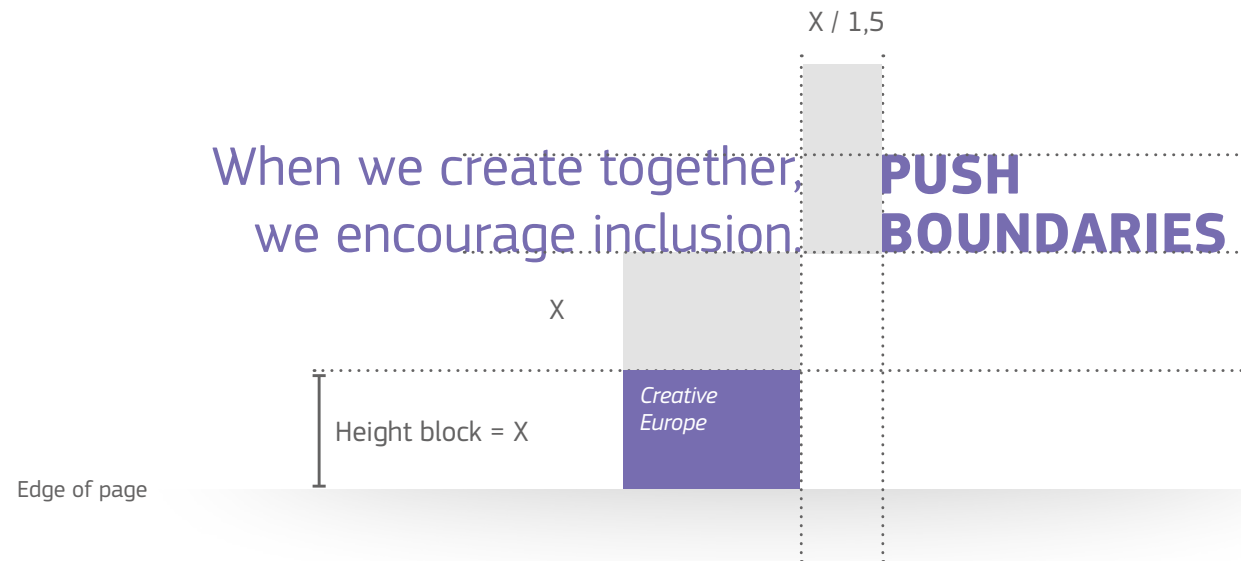 X / 1,5
When we create together,
we encourage inclusion.
PUSH
BOUNDARIES
X
Creative
Europe
Height block = X
Edge of page